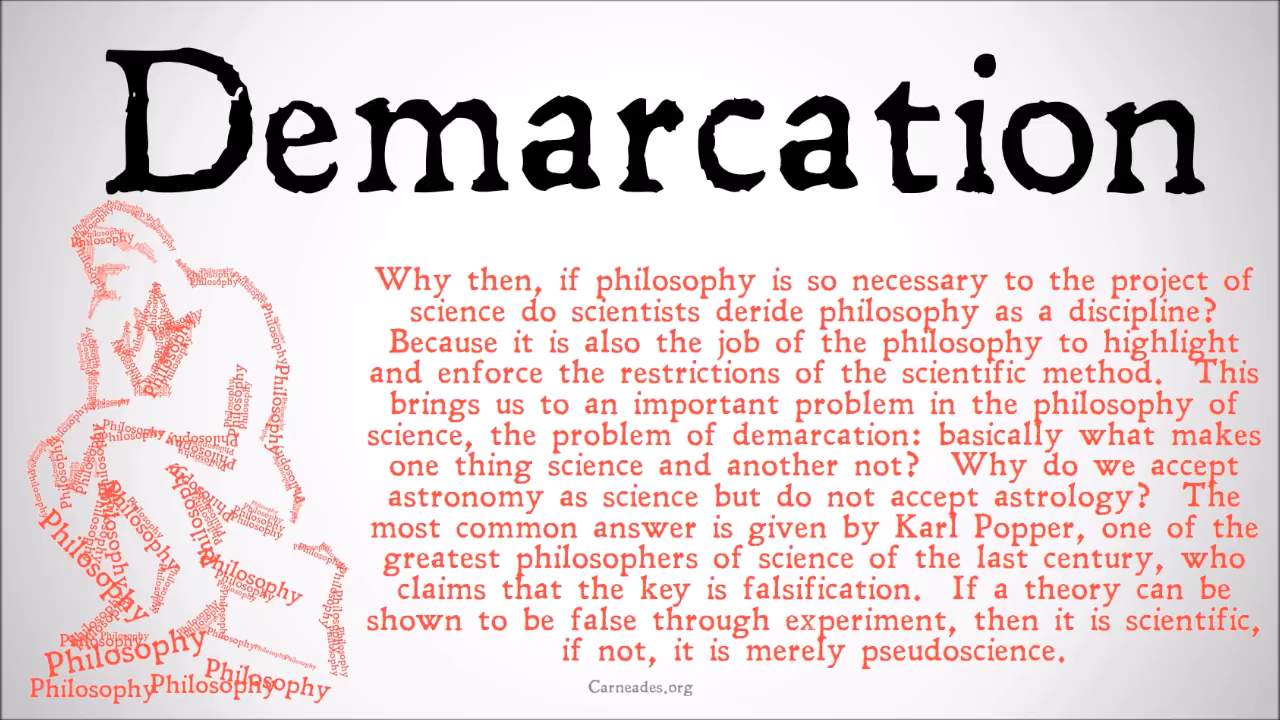 Demarcation
Why then, if philosophy is so necessary to the project of
science do scientists deride philosophy as a discipline?
Because it is also the job of the philosophy to highlight
and enforce the restrictions of the scientific method. This
brings us to an important problem in the philosophy of
science, the problem of demarcation: basically what makes
one thing science and another not? Why do we accept
astronomy as science but do not accept astrology? The
most common answer is given by Karl Popper, one of the
greatest philosophers of science of the last century, who
claims that the key is falsification. If a theory can be
shown to be false through experiment, then it is scientific,
if not, it is merely pseudoscience.
Philosophy
Philosophy
Philosophy
Philosophy
Philosophy
Philosophy
Philosophy Philosophy
Philosophy
Carneades.org